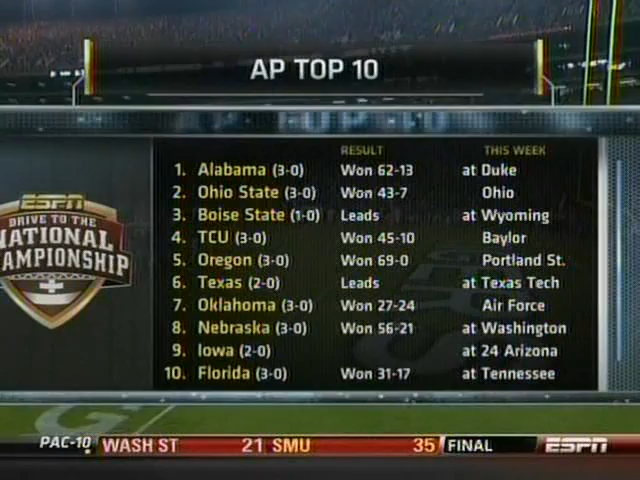 AP TOP 10
RESULT THIS WEEK
1. Alabama (3-0) Won 62-13 at Duke
2. Ohio State (3-0) Won 43-7 Ohio
3. Boise State (1-0) Leads at Wyoming
4. TCU (3-0) Won 45-10 Baylor
5. Oregon (3-0) Won 69-0 Portland St.
6. Texas (2-0) Leads at Texas Tech
7. Oklahoma (3-0) Won 27-24 Air Force
8. Nebraska (3-0) Won 56-21 at Washington
9. Iowa (2-0) at 24 Arizona
10. Florida (3-0) Won 31-17 at Tennessee
ESPN
DRIVE TO THE
NATIONAL
AMPIONSHIP
PAC-10 WASH ST 21 SMU 35 FINAL ESPN